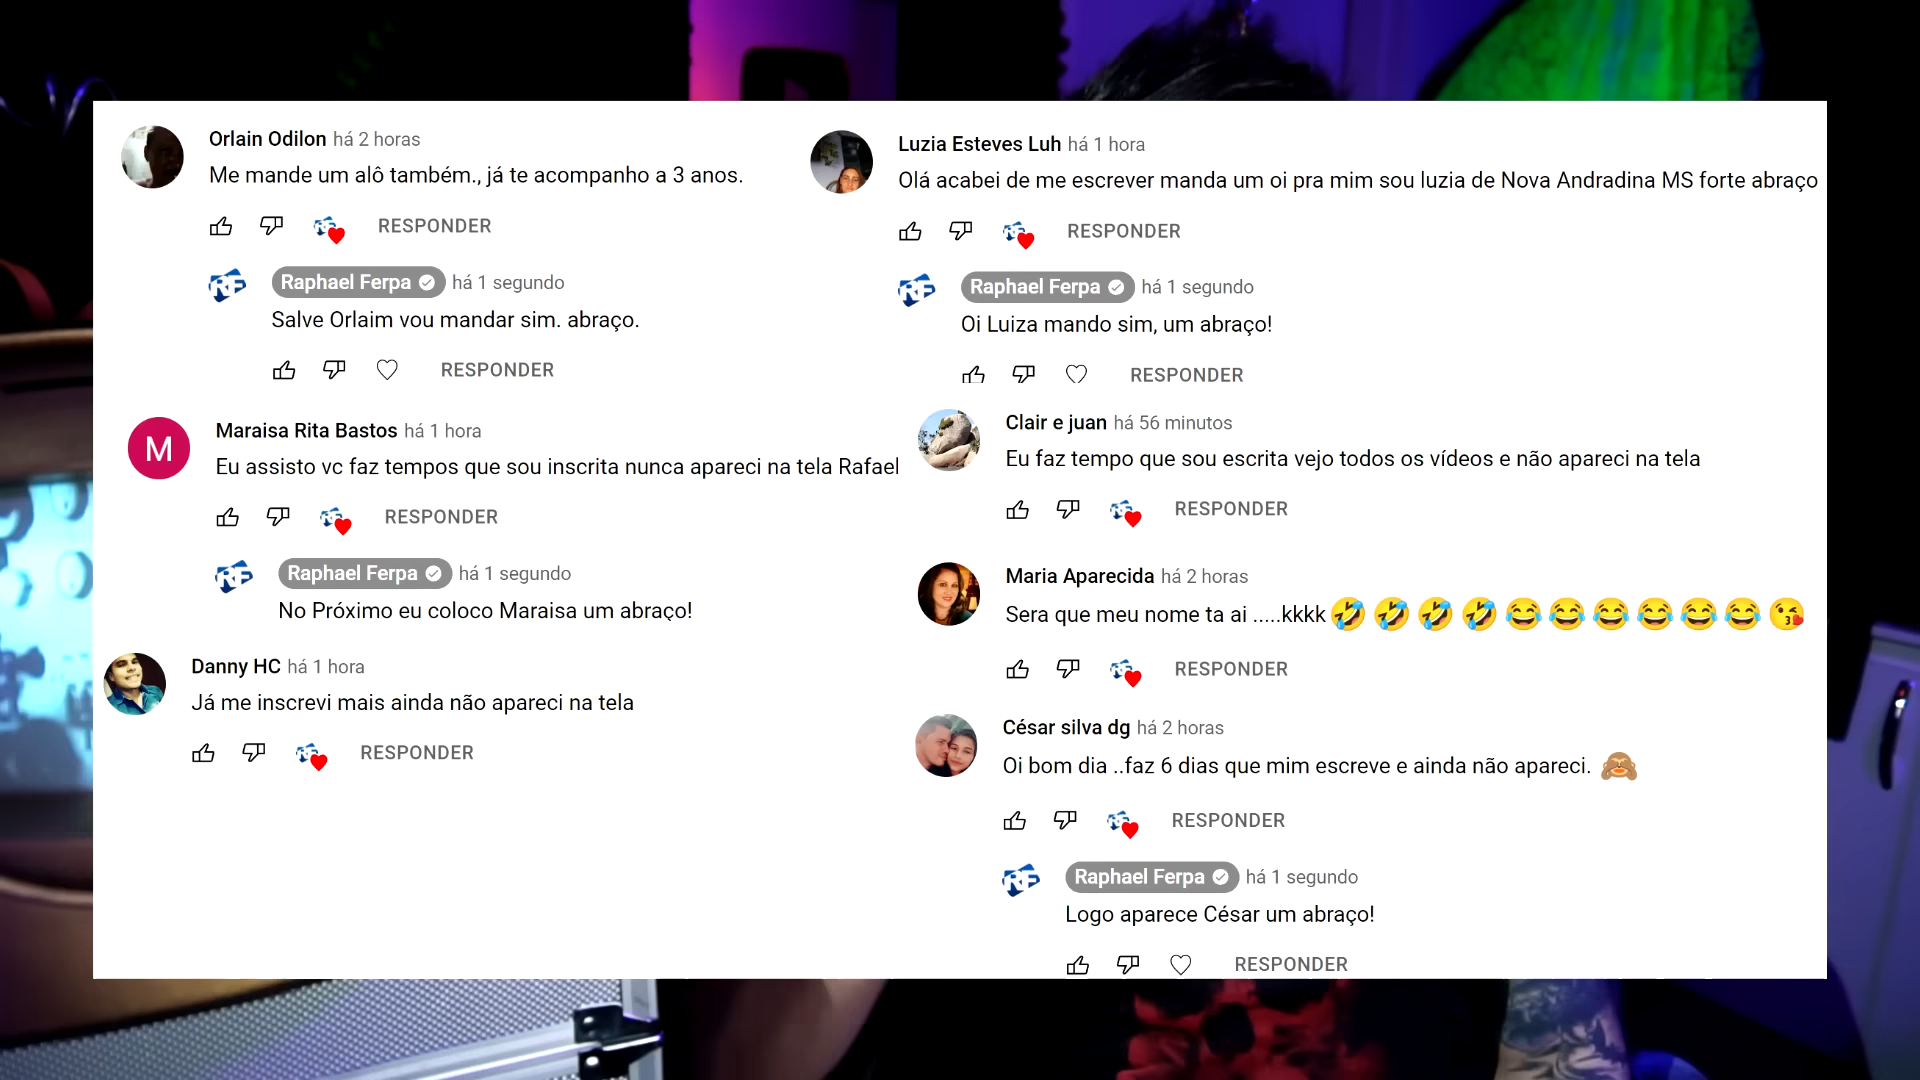 Orlain Odilon há 2 horas
Me mande um alô também., já te acompanho a 3 anos.
RESPONDER
RF
Raphael Ferpa há 1 segundo
Salve Orlaim vou mandar sim. abraço.
RESPONDER
M
Maraisa Rita Bastos há 1 hora
Eu assisto vc faz tempos que sou inscrita nunca apareci na tela Rafael
RESPONDER
RF
Raphael Ferpa há 1 segundo
No Próximo eu coloco Maraisa um abraço!
Danny HC há 1 hora
Já me inscrevi mais ainda não apareci na tela
RESPONDER
Luzia Esteves Luh há 1 hora
Olá acabei de me escrever manda um oi pra mim sou luzia de Nova Andradina MS forte abraço
RESPONDER
RF
Raphael Ferpa há 1 segundo
Oi Luiza mando sim, um abraço!
RESPONDER
Clair e juan há 56 minutos
Eu faz tempo que sou escrita vejo todos os vídeos e não apareci na tela
RESPONDER
Maria Aparecida há 2 horas
Sera que meu nome ta ai .....kkkk🤣🤣🤣🤣😂😂😂😂😂😂😘
RESPONDER
César silva dg há 2 horas
Oi bom dia ..faz 6 dias que mim escreve e ainda não apareci. 🙈
RESPONDER
RF
Raphael Ferpa há 1 segundo
Logo aparece César um abraço!
RESPONDER